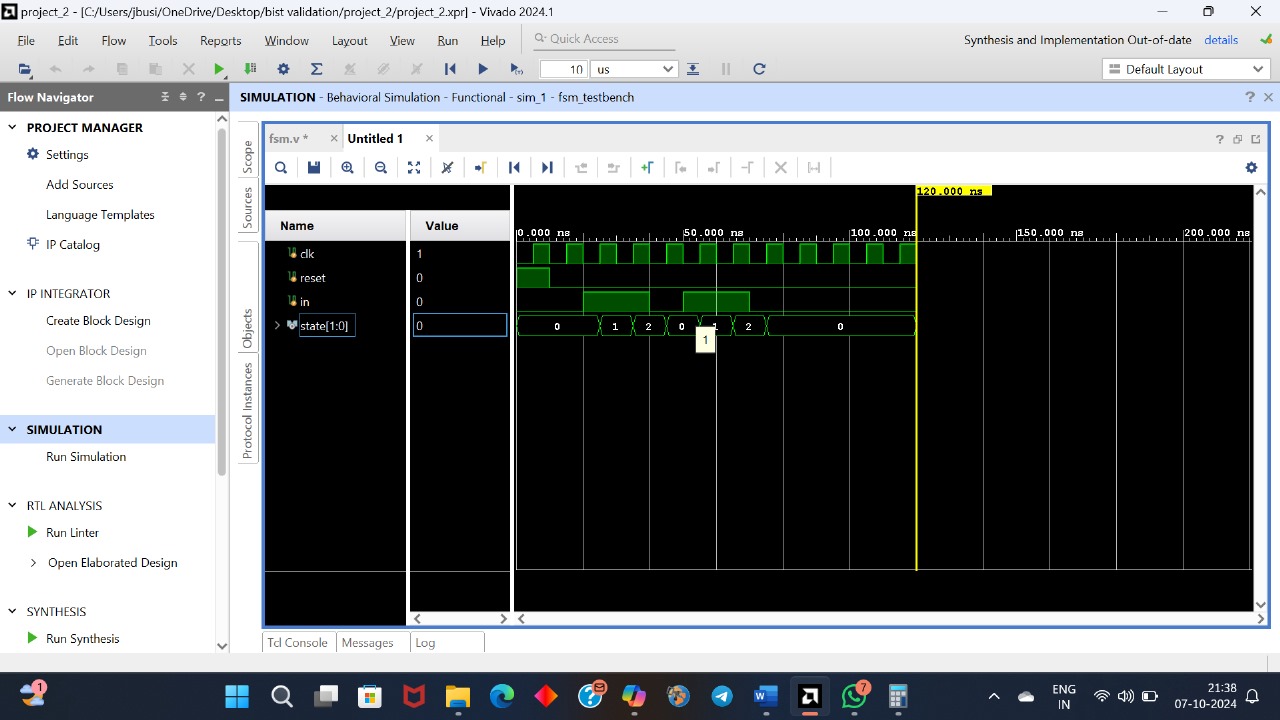 project_2 - [C:/Users/jbusi/OneDrive/Desktop/bist validation/project_2/project_2.xpr] - Vivado 2024.1
File Edit Flow Tools Reports Window Layout View Run Help Quick Access
Synthesis and Implementation Out-of-date details
10 us Default Layout
Flow Navigator
SIMULATION - Behavioral Simulation - Functional - sim_1 - fsm_testbench
PROJECT MANAGER
Settings
Add Sources
Language Templates
IP Catalog
IP INTEGRATOR
Create Block Design
Open Block Design
Generate Block Design
SIMULATION
Run Simulation
RTL ANALYSIS
Run Linter
Open Elaborated Design
SYNTHESIS
Run Synthesis
Scope
Sources
Objects
Protocol Instances
fsm.v *
Untitled 1
Name Value
clk 1
reset 0
in 0
state[1:0] 0
120.000 ns
0.000 ns 50.000 ns 100.000 ns 150.000 ns 200.000 ns
0 1 2 0 1 2 0
1
Tcl Console Messages Log
1
7
ENG
IN
21:38
07-10-2024